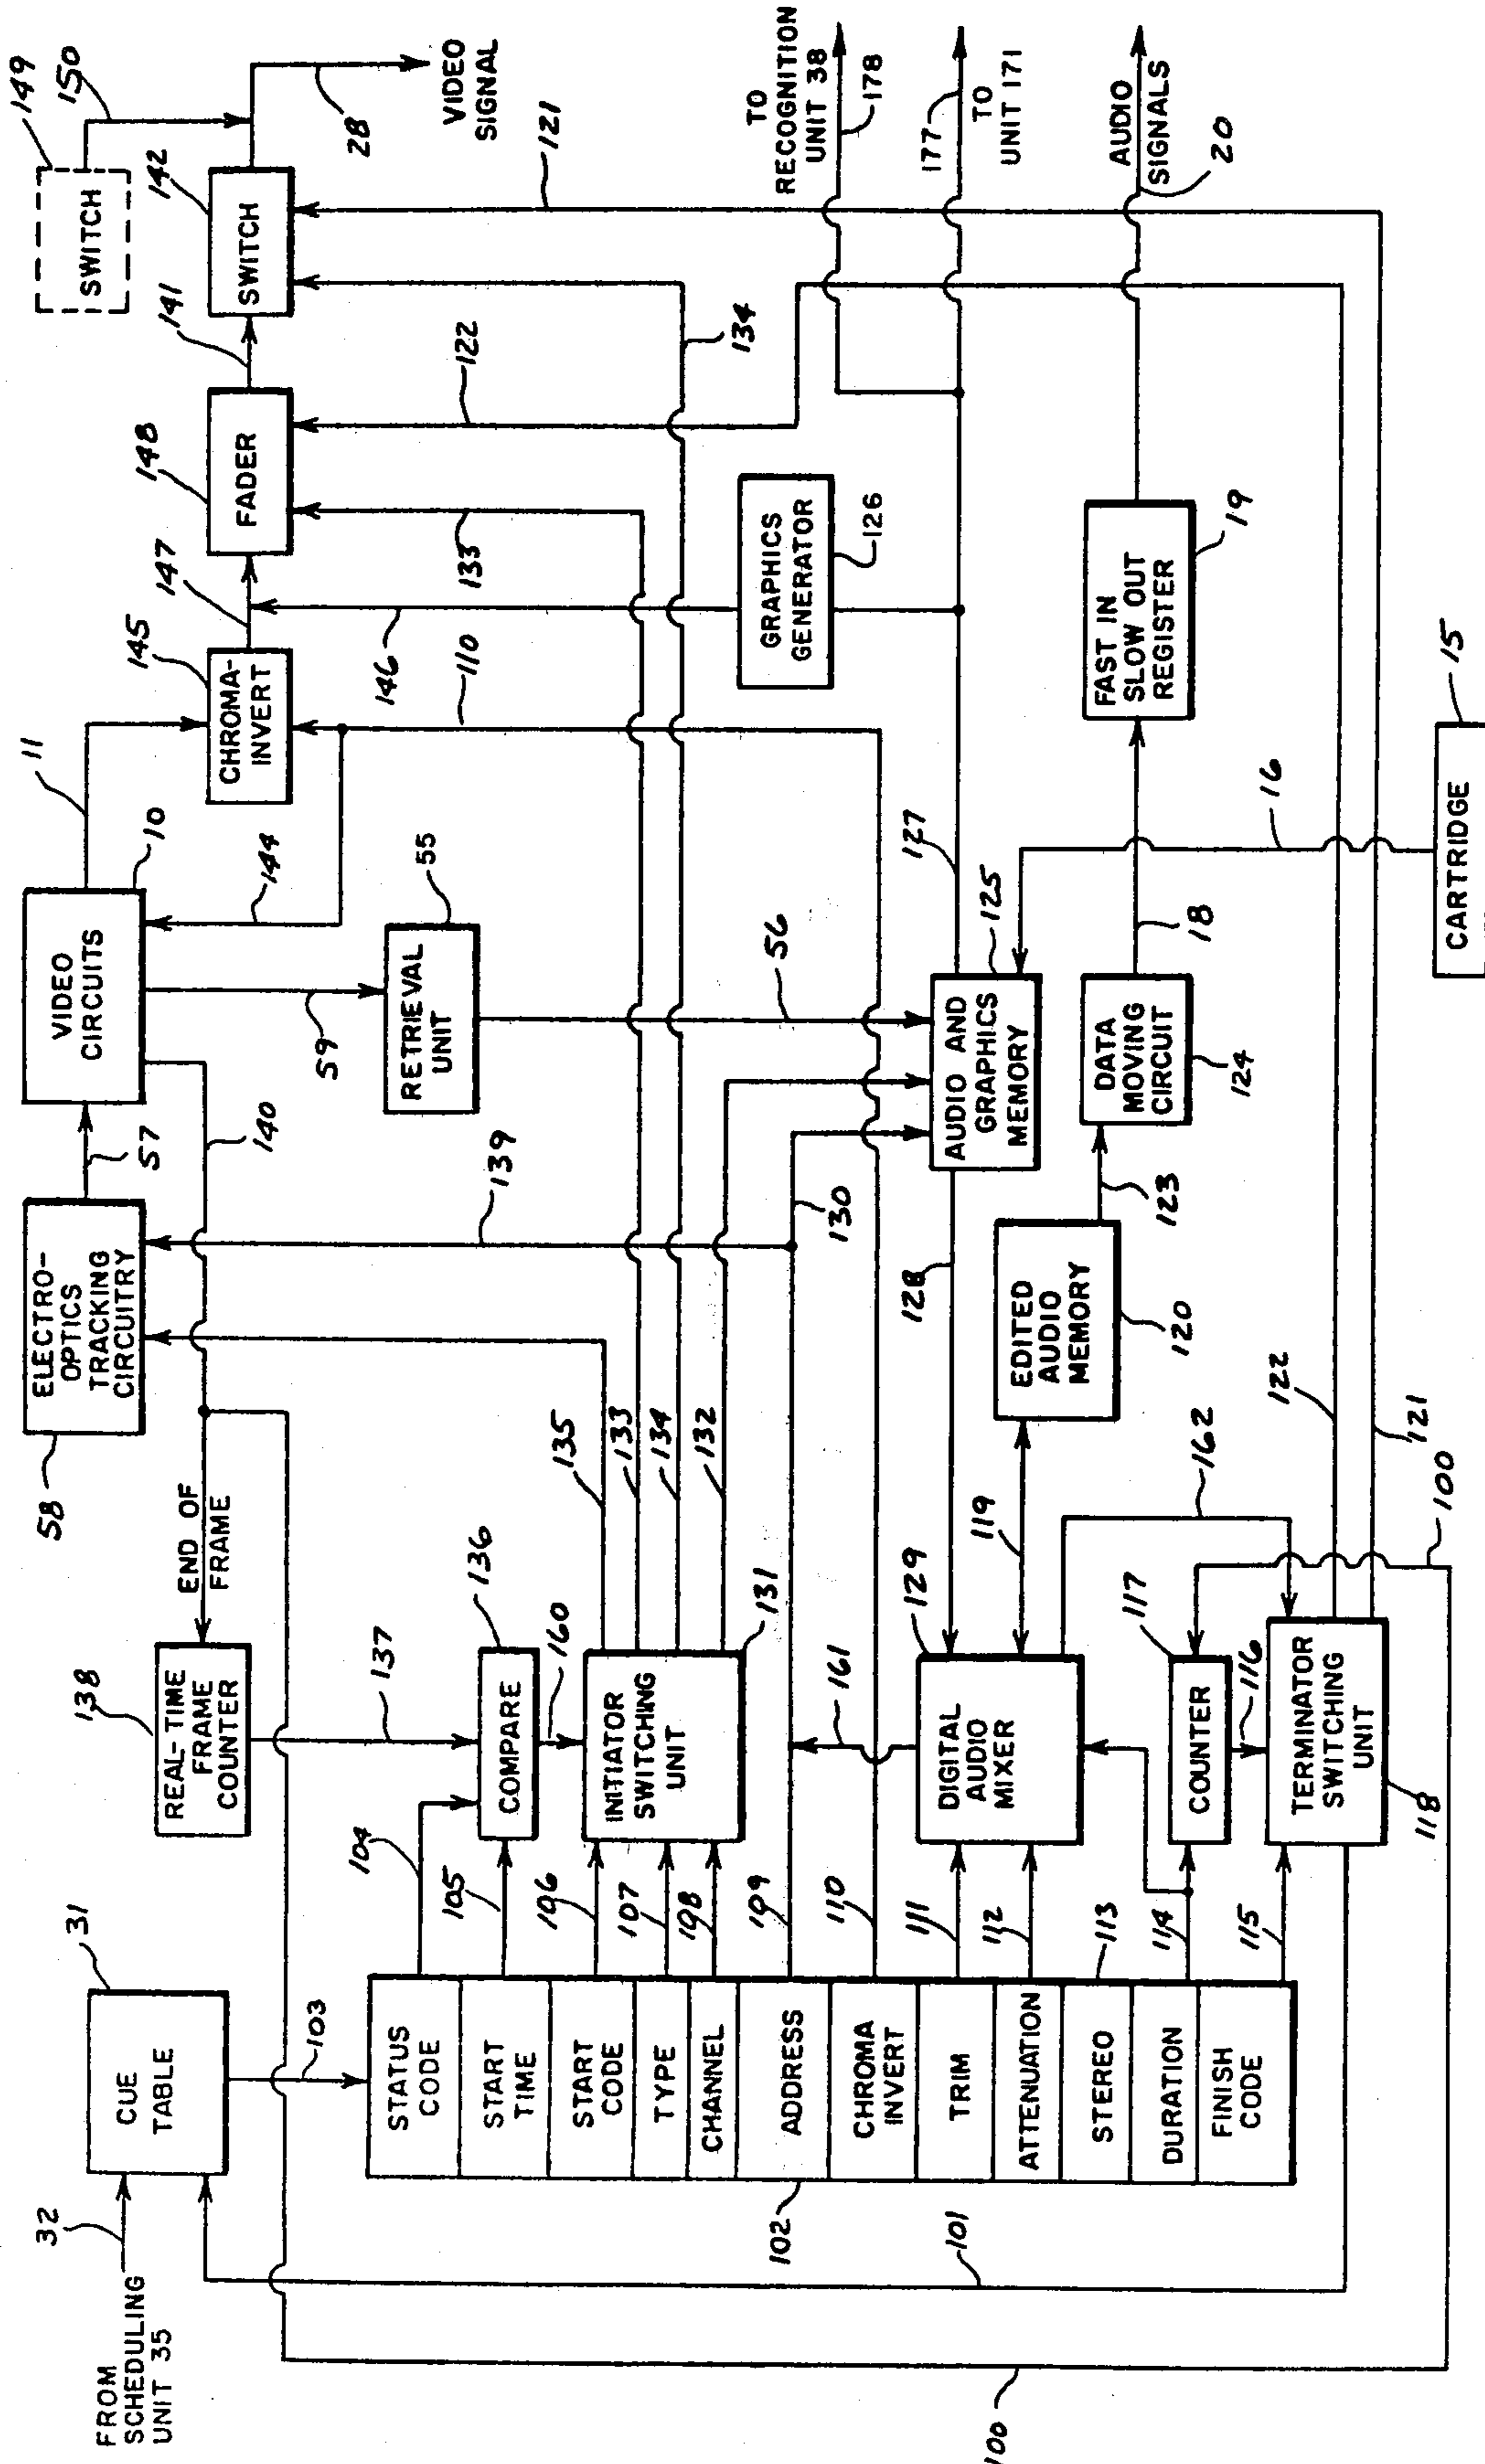 FROM
SCHEDULING
UNIT 35
32
CUE
TABLE
31
103
STATUS
CODE
START
TIME
START
CODE
TYPE
CHANNEL
ADDRESS
CHROMA
INVERT
TRIM
ATTENUATION
STEREO
DURATION
FINISH
CODE
102
101
100
104
105
106
107
108
109
110
111
112
113
114
115
138
REAL-TIME
FRAME
COUNTER
END OF
FRAME
137
136
COMPARE
160
INITIATOR
SWITCHING
UNIT
131
161
129
DIGITAL
AUDIO
MIXER
117
COUNTER
116
TERMINATOR
SWITCHING
UNIT
118
100
162
119
135
133
134
132
58
ELECTRO-
OPTICS
TRACKING
CIRCUITRY
57
140
139
130
128
EDITED
AUDIO
MEMORY
120
123
122
121
VIDEO
CIRCUITS
10
11
144
59
RETRIEVAL
UNIT
55
56
AUDIO AND
GRAPHICS
MEMORY
125
127
DATA
MOVING
CIRCUIT
124
18
16
CARTRIDGE
15
CHROMA-
INVERT
145
147
146
110
GRAPHICS
GENERATOR
126
FAST IN
SLOW OUT
REGISTER
19
148
FADER
133
122
141
134
142
SWITCH
149
SWITCH
150
28
VIDEO
SIGNAL
121
TO
RECOGNITION
UNIT 38
178
177
TO
UNIT 171
AUDIO
SIGNALS
20